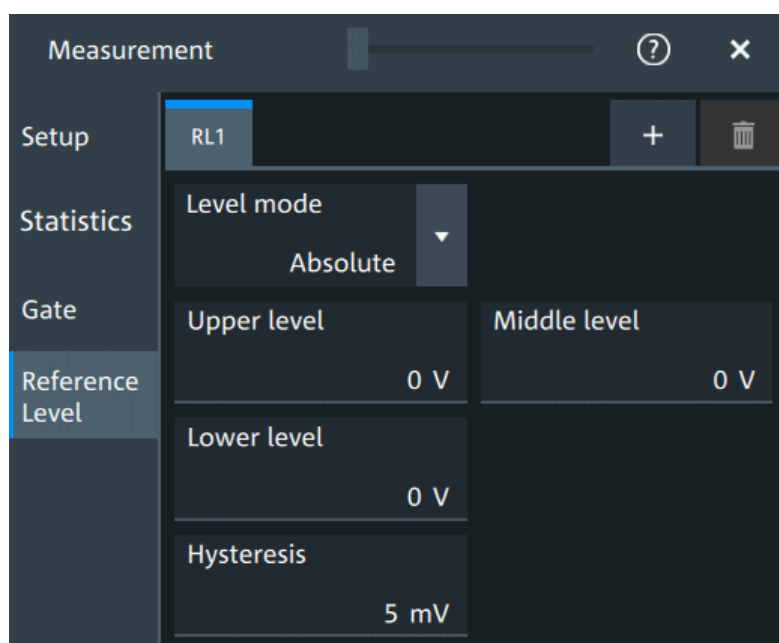 Measurement
?
×
Setup
RL1
+
Statistics
Level mode
Absolute
Gate
Upper level
0 V
Middle level
0 V
Reference
Level
Lower level
0 V
Hysteresis
5 mV